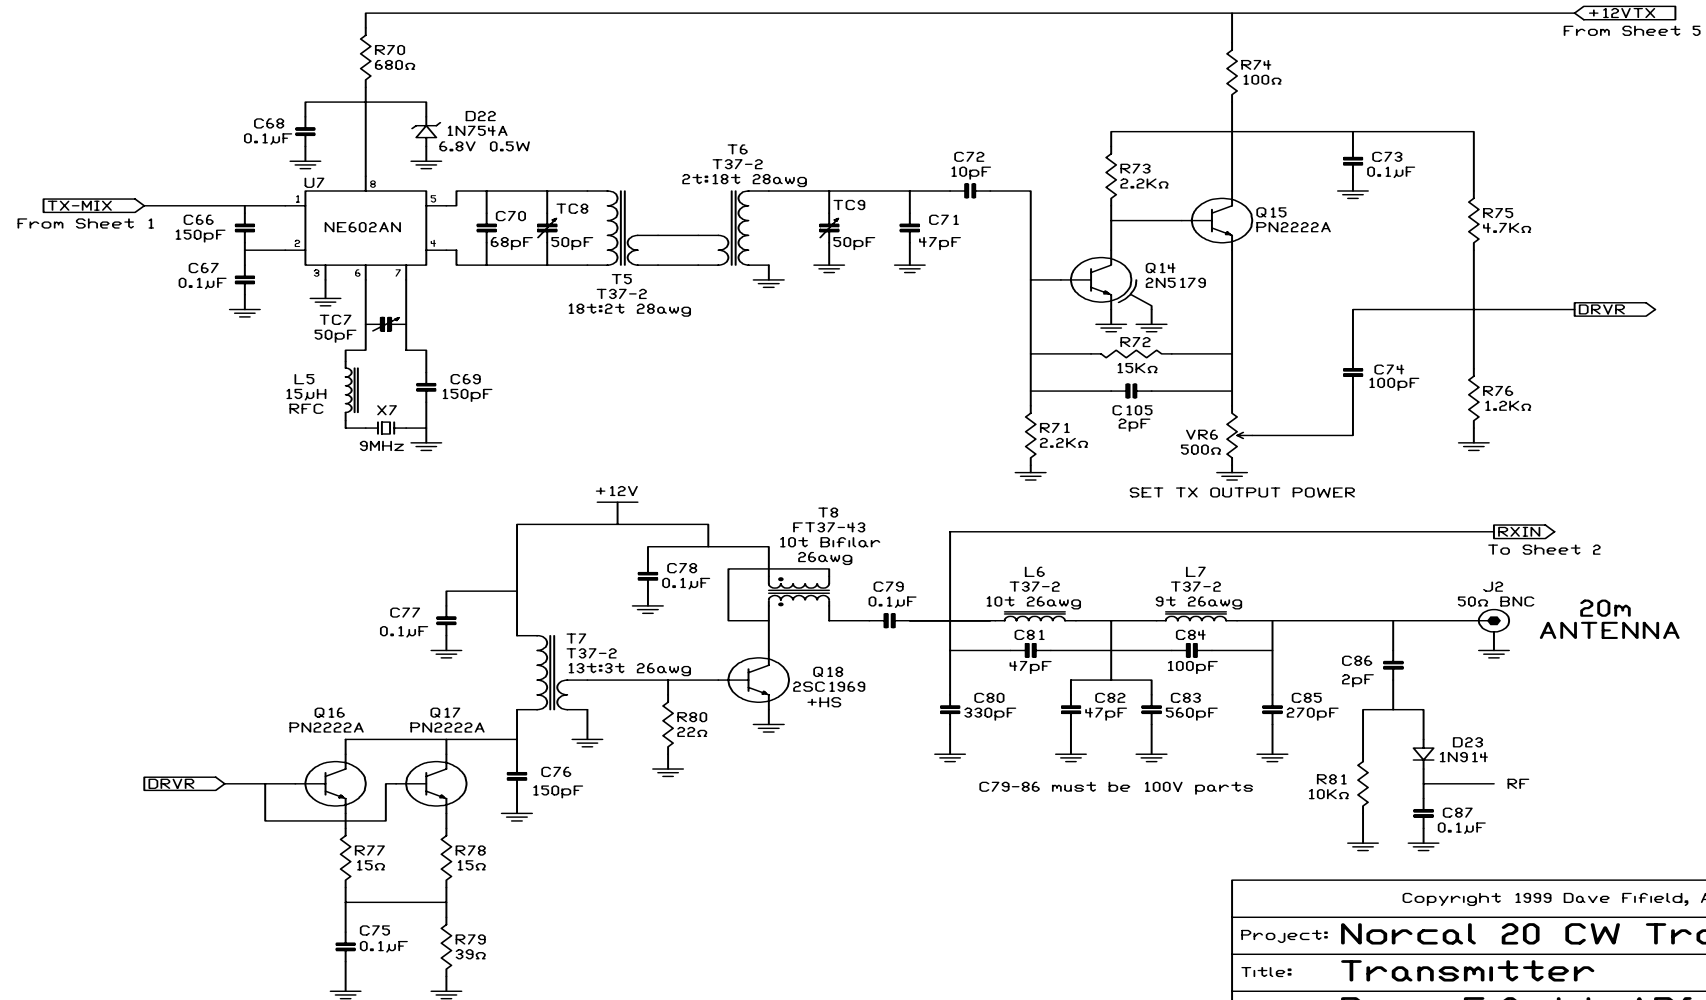 +12VTX
From Sheet 5
R70
680Ω
R74
100Ω
C68
0.1µF
D22
1N754A
6.8V 0.5W
T6
T37-2
2t:18t 28awg
C72
10pF
R73
2.2KΩ
C73
0.1µF
U7
8
TX-MIX
From Sheet 1
1
5
C66
150pF
NE602AN
C70
68pF
TC8
50pF
TC9
50pF
C71
47pF
Q15
PN2222A
R75
4.7KΩ
2
4
C67
0.1µF
3
6
7
T5
T37-2
18t:2t 28awg
Q14
2N5179
DRVR
TC7
50pF
R72
15KΩ
C74
100pF
L5
15µH
RFC
C69
150pF
X7
9MHz
C105
2pF
R76
1.2KΩ
R71
2.2KΩ
VR6
500Ω
SET TX OUTPUT POWER
+12V
T8
FT37-43
10t Bifilar
26awg
RXIN
To Sheet 2
C78
0.1µF
C79
0.1µF
L6
T37-2
10t 26awg
L7
T37-2
9t 26awg
J2
50Ω BNC
20m
ANTENNA
C77
0.1µF
T7
T37-2
13t:3t 26awg
C81
47pF
C84
100pF
C86
2pF
Q18
2SC1969
+HS
C80
330pF
C82
47pF
C83
560pF
C85
270pF
Q16
PN2222A
Q17
PN2222A
R80
22Ω
D23
1N914
DRVR
C76
150pF
C79-86 must be 100V parts
R81
10KΩ
RF
C87
0.1µF
R77
15Ω
R78
15Ω
C75
0.1µF
R79
39Ω
Copyright 1999 Dave Fifield, A
Project: Norcal 20 CW Tra
Title: Transmitter